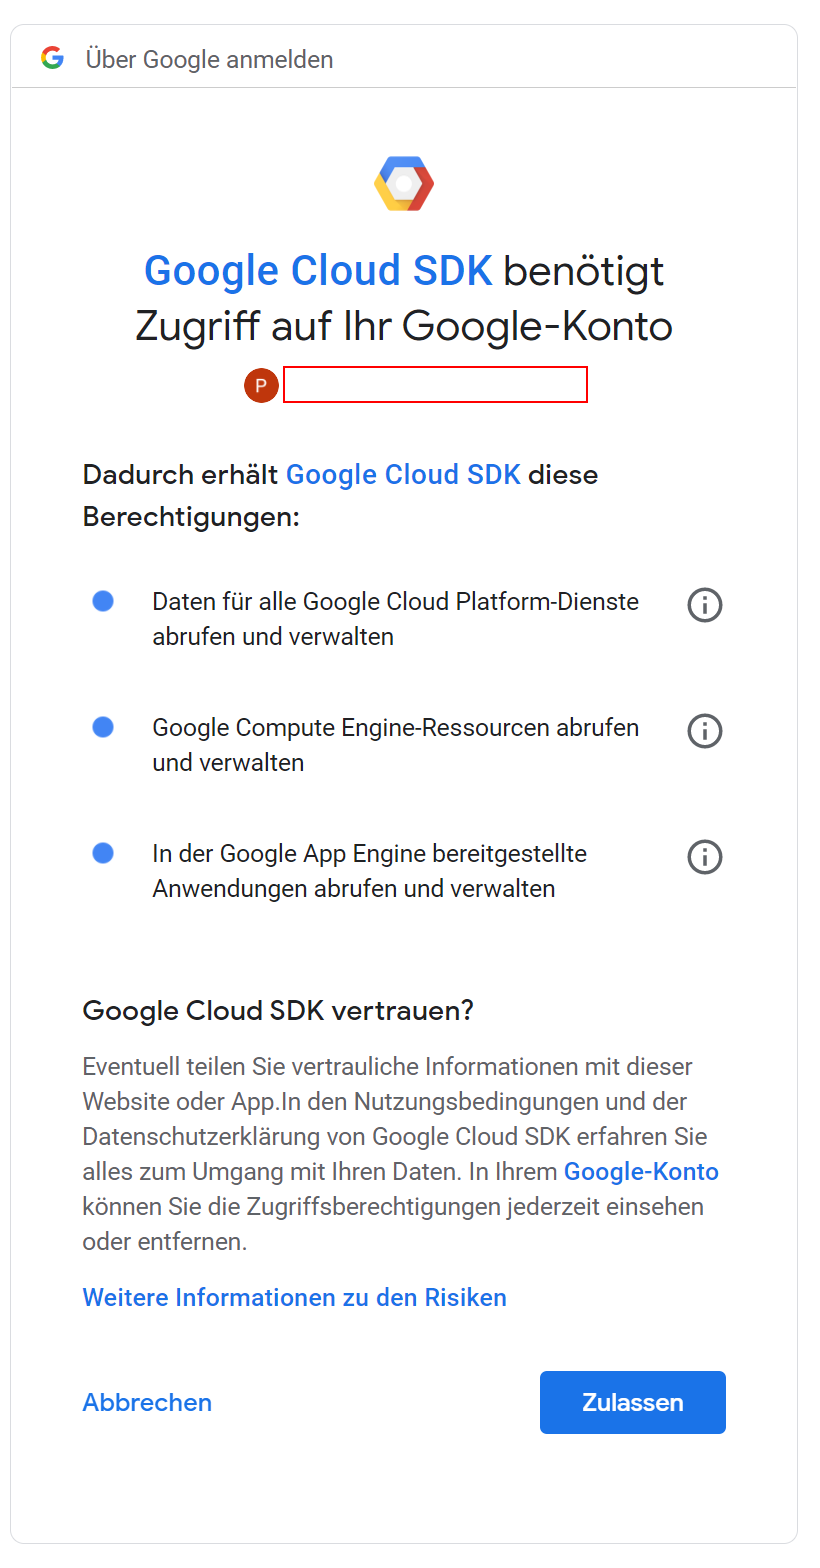 Über Google anmelden
Google Cloud SDK benötigt
Zugriff auf Ihr Google-Konto
P
Dadurch erhält Google Cloud SDK diese
Berechtigungen:
Daten für alle Google Cloud Platform-Dienste
abrufen und verwalten
Google Compute Engine-Ressourcen abrufen
und verwalten
In der Google App Engine bereitgestellte
Anwendungen abrufen und verwalten
Google Cloud SDK vertrauen?
Eventuell teilen Sie vertrauliche Informationen mit dieser
Website oder App.In den Nutzungsbedingungen und der
Datenschutzerklärung von Google Cloud SDK erfahren Sie
alles zum Umgang mit Ihren Daten. In Ihrem Google-Konto
können Sie die Zugriffsberechtigungen jederzeit einsehen
oder entfernen.
Weitere Informationen zu den Risiken
Abbrechen
Zulassen